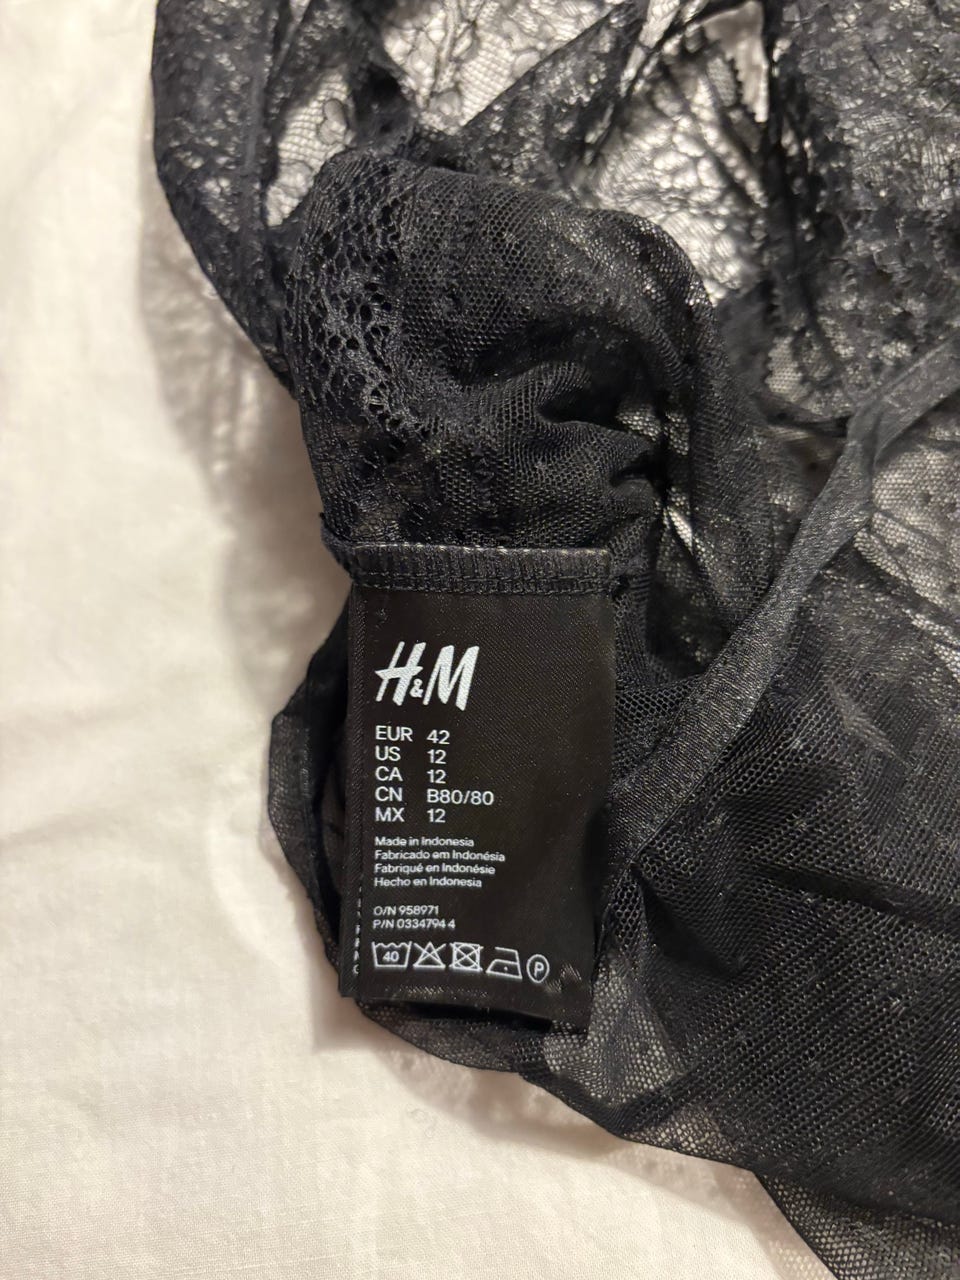 H&M
EUR 42
US 12
CA 12
CN B80/80
MX 12
Made in Indonesia
Fabricado em Indonésia
Fabriqué en Indonésie
Hecho en Indonesia
O/N 958971
P/N 0334794 4
40 P